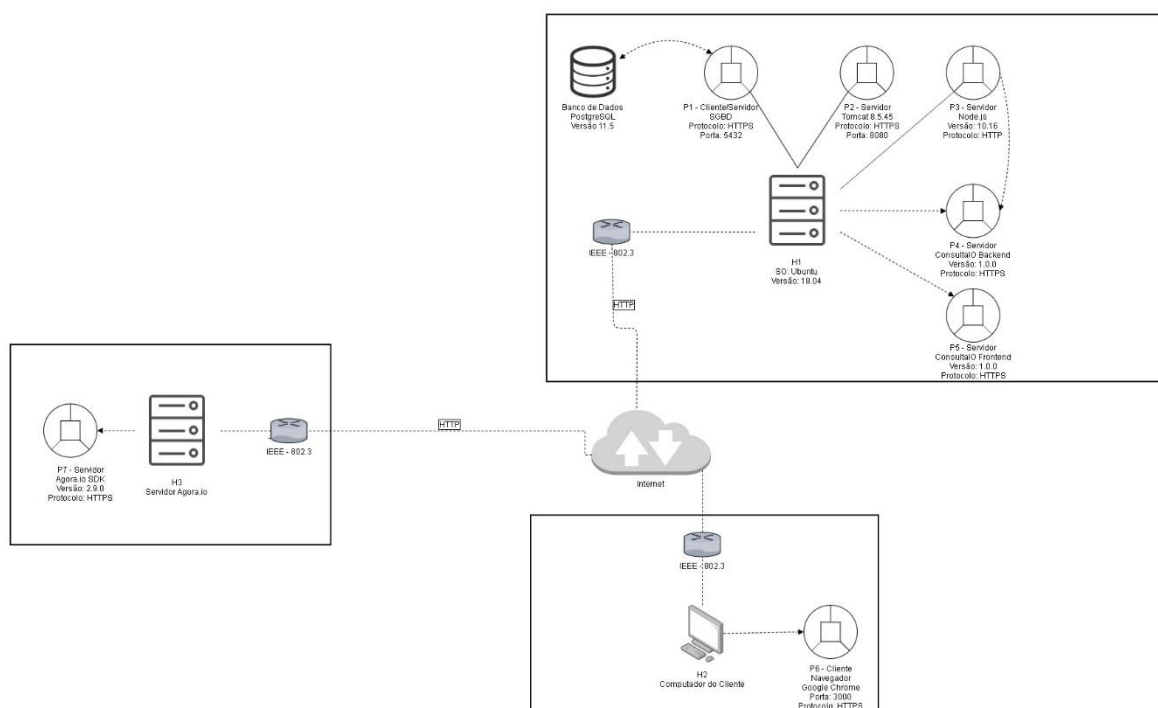 Banco de Dados
PostgreSGL
Versão 11.5
P1 - Cliente/Servidor
SGBD
Protocolo: HTTPS
Porta: 5432
P2 - Servidor
Tomcat 8.5.45
Protocolo: HTTPS
Porta: 8080
P3 - Servidor
Node.js
Versão: 10.16
Protocolo: HTTP
IEEE - 802.3
H1
SO: Ubuntu
Versão: 18.04
P4 - Servidor
ConsultaIO Backend
Versão: 1.0.0
Protocolo: HTTPS
HTTP
P5 - Servidor
ConsultaIO Frontend
Versão: 1.0.0
Protocolo: HTTPS
P7 - Servidor
Agora.io SDK
Versão: 2.9.0
Protocolo: HTTPS
H3
Servidor Agora.io
IEEE - 802.3
HTTP
Internet
IEEE - 802.3
H2
Computador do Cliente
P6 - Cliente
Navegador
Google Chrome
Porta: 3000
Protocolo: HTTPS